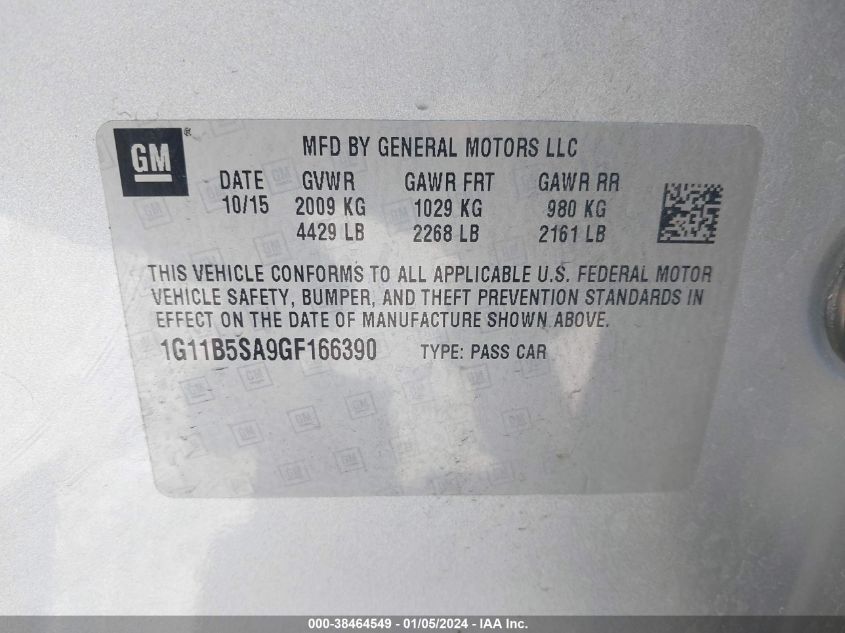 GM ®
MFD BY GENERAL MOTORS LLC
DATE GVWR GAWR FRT GAWR RR
10/15 2009 KG 1029 KG 980 KG
4429 LB 2268 LB 2161 LB
THIS VEHICLE CONFORMS TO ALL APPLICABLE U.S. FEDERAL MOTOR
VEHICLE SAFETY, BUMPER, AND THEFT PREVENTION STANDARDS IN
EFFECT ON THE DATE OF MANUFACTURE SHOWN ABOVE.
1G11B5SA9GF166390 TYPE: PASS CAR
000-38464549 - 01/05/2024 - IAA Inc.